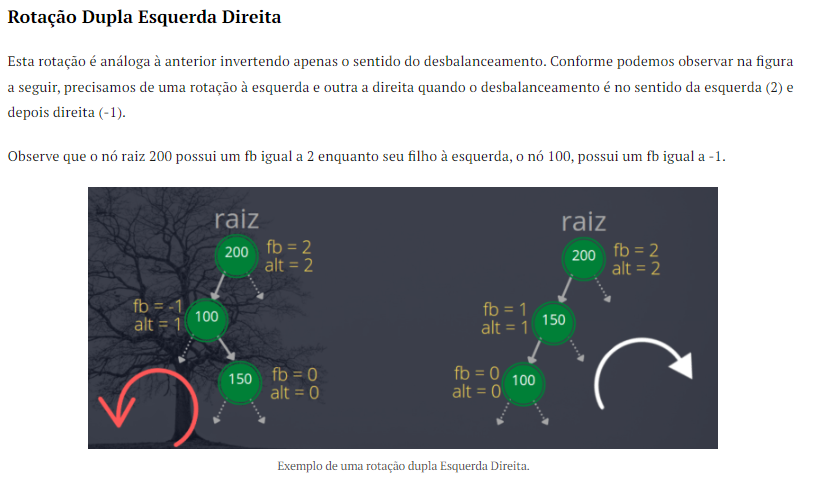 Rotação Dupla Esquerda Direita
Esta rotação é análoga à anterior invertendo apenas o sentido do desbalanceamento. Conforme podemos observar na figura
a seguir, precisamos de uma rotação à esquerda e outra a direita quando o desbalanceamento é no sentido da esquerda (2) e
depois direita (-1).
Observe que o nó raiz 200 possui um fb igual a 2 enquanto seu filho à esquerda, o nó 100, possui um fb igual a -1.
raiz
200
fb = 2
alt = 2
fb = -1
alt = 1
100
150
fb = 0
alt = 0
raiz
200
fb = 2
alt = 2
fb = 1
alt = 1
150
fb = 0
alt = 0
100
Exemplo de uma rotação dupla Esquerda Direita.